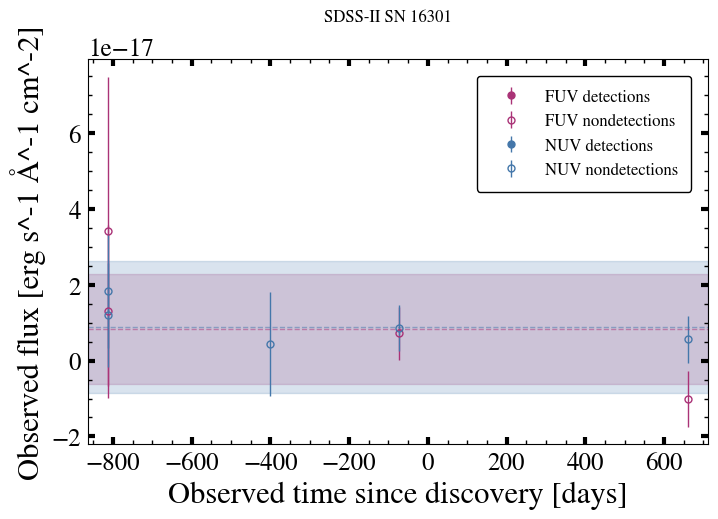 SDSS-II SN 16301
1e−17
Observed flux [erg s^-1 Å^-1 cm^-2]
6
4
2
0
−2
FUV detections
FUV nondetections
NUV detections
NUV nondetections
−800 −600 −400 −200 0 200 400 600
Observed time since discovery [days]